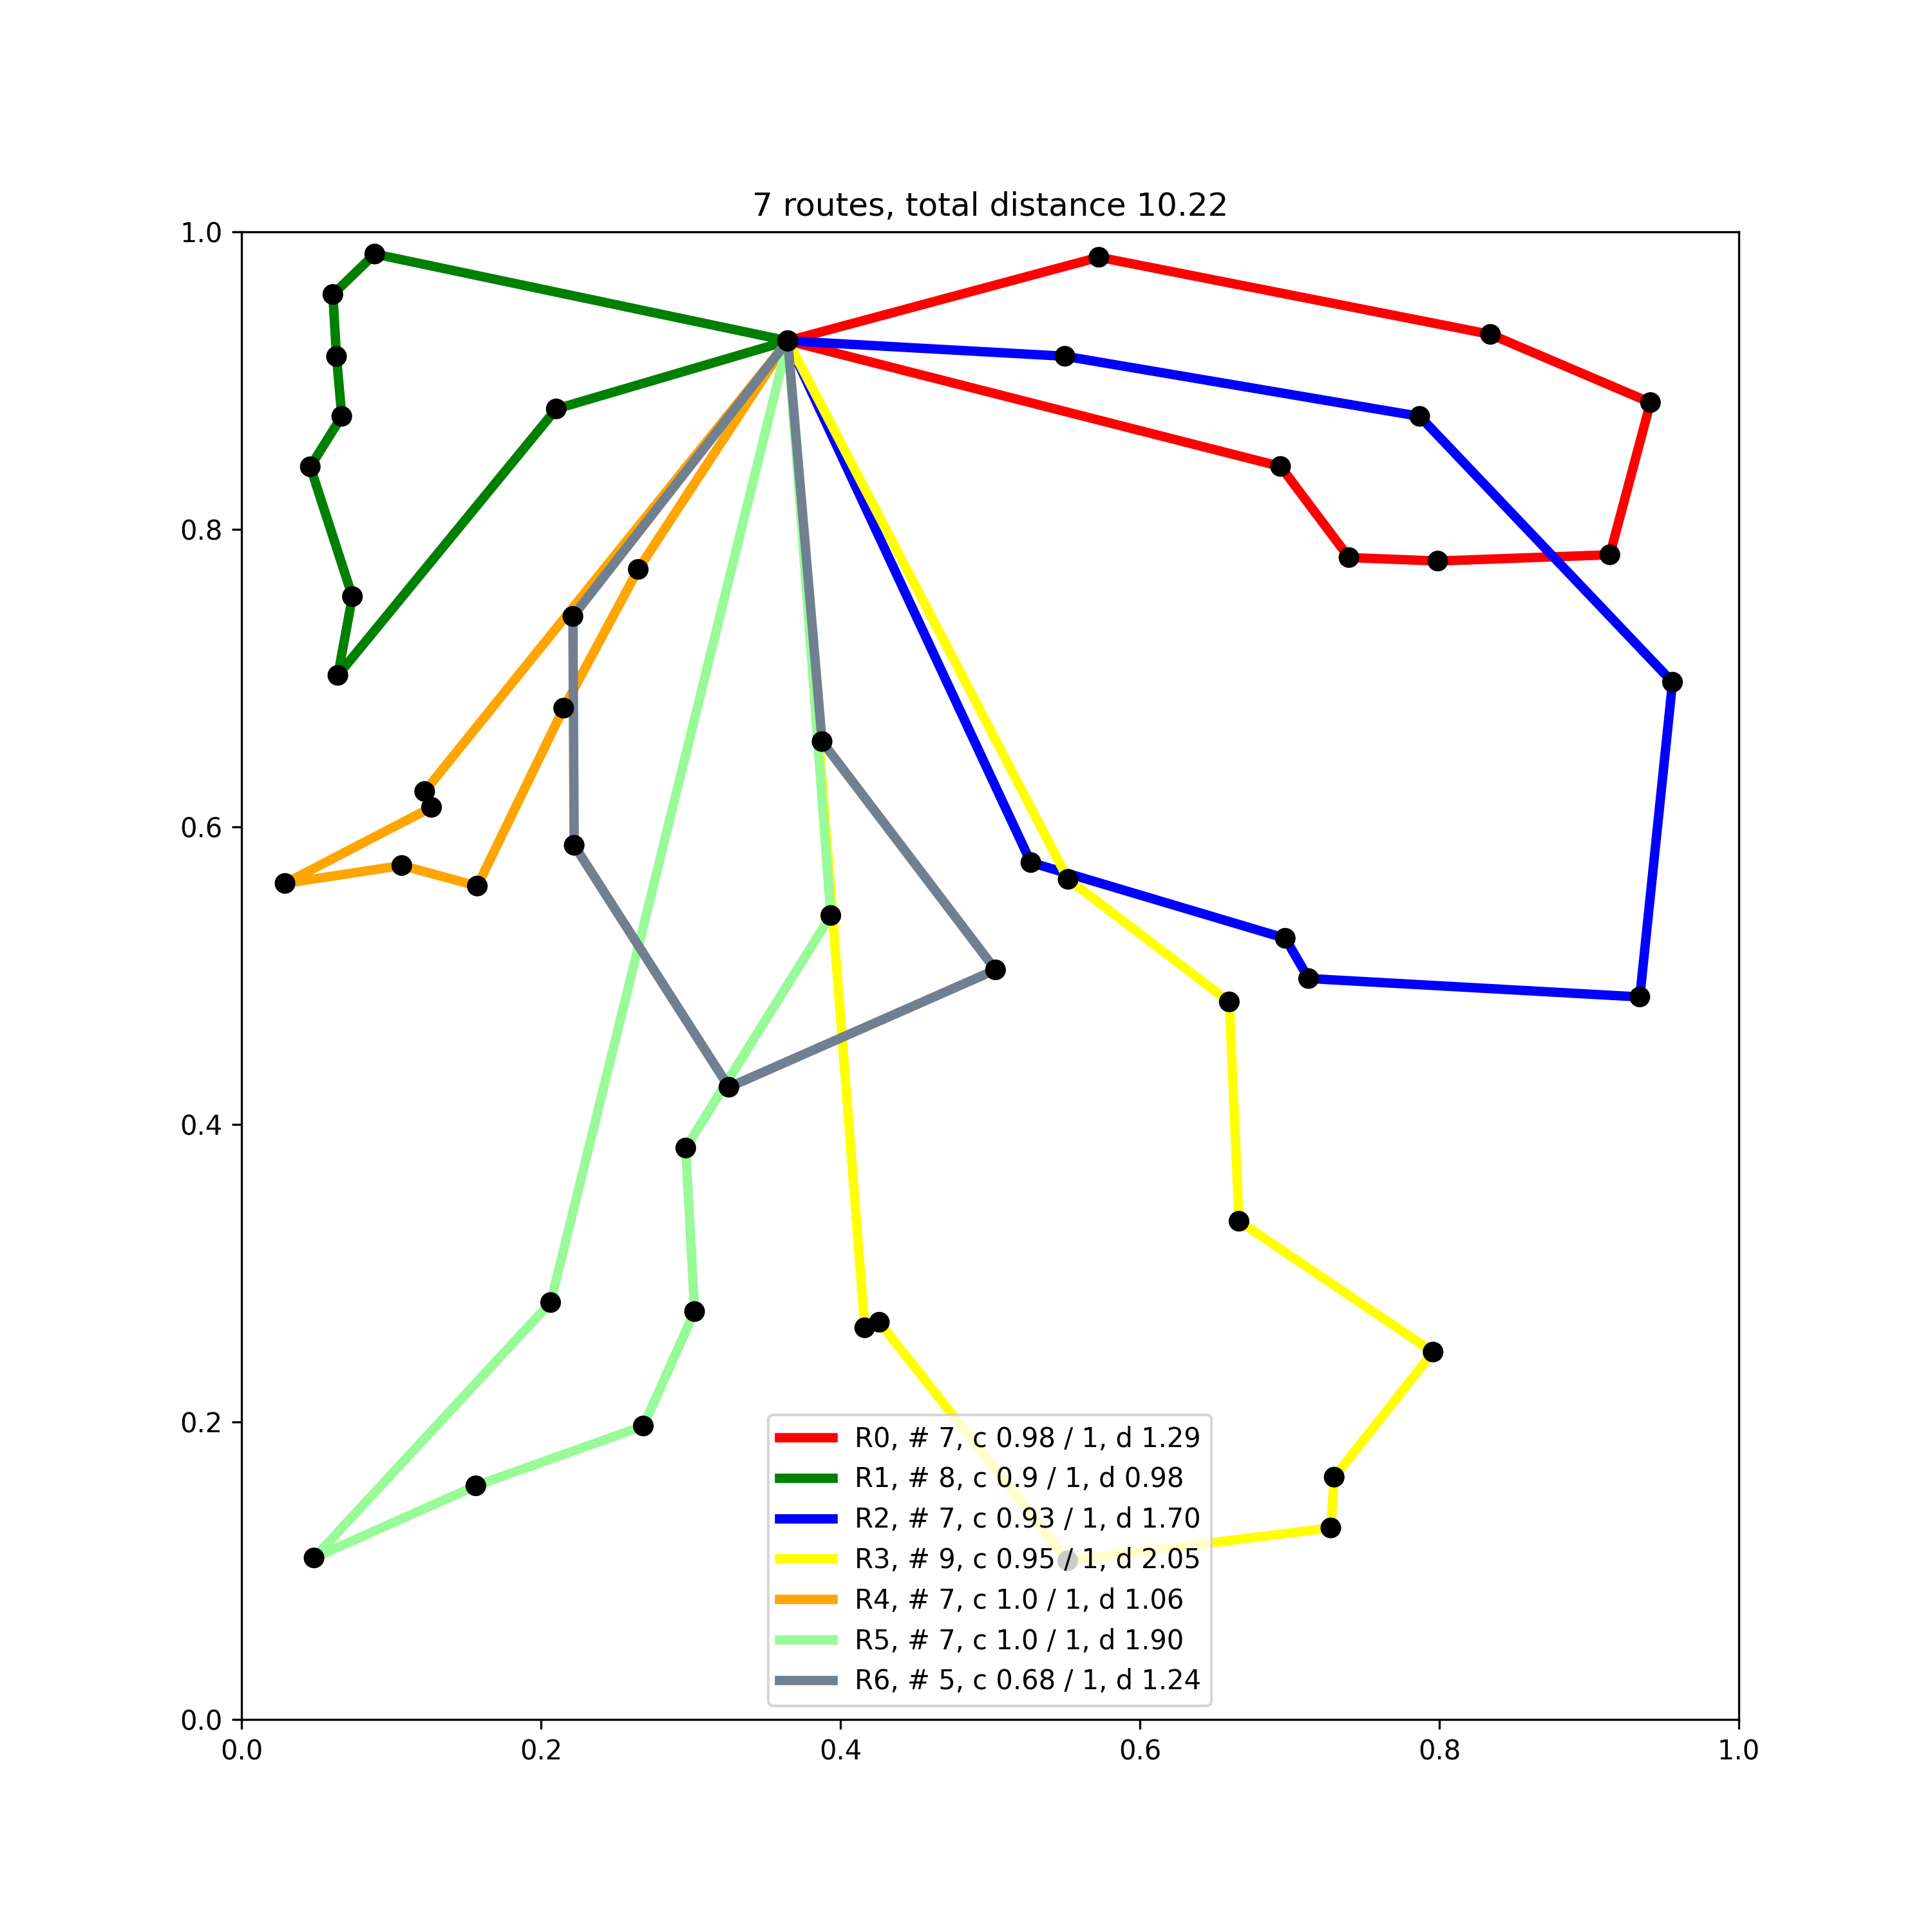 7 routes, total distance 10.22
1.0
0.8
0.6
0.4
0.2
0.0
R0, # 7, c 0.98 / 1, d 1.29
R1, # 8, c 0.9 / 1, d 0.98
R2, # 7, c 0.93 / 1, d 1.70
R3, # 9, c 0.95 / 1, d 2.05
R4, # 7, c 1.0 / 1, d 1.06
R5, # 7, c 1.0 / 1, d 1.90
R6, # 5, c 0.68 / 1, d 1.24
0.0 0.2 0.4 0.6 0.8 1.0